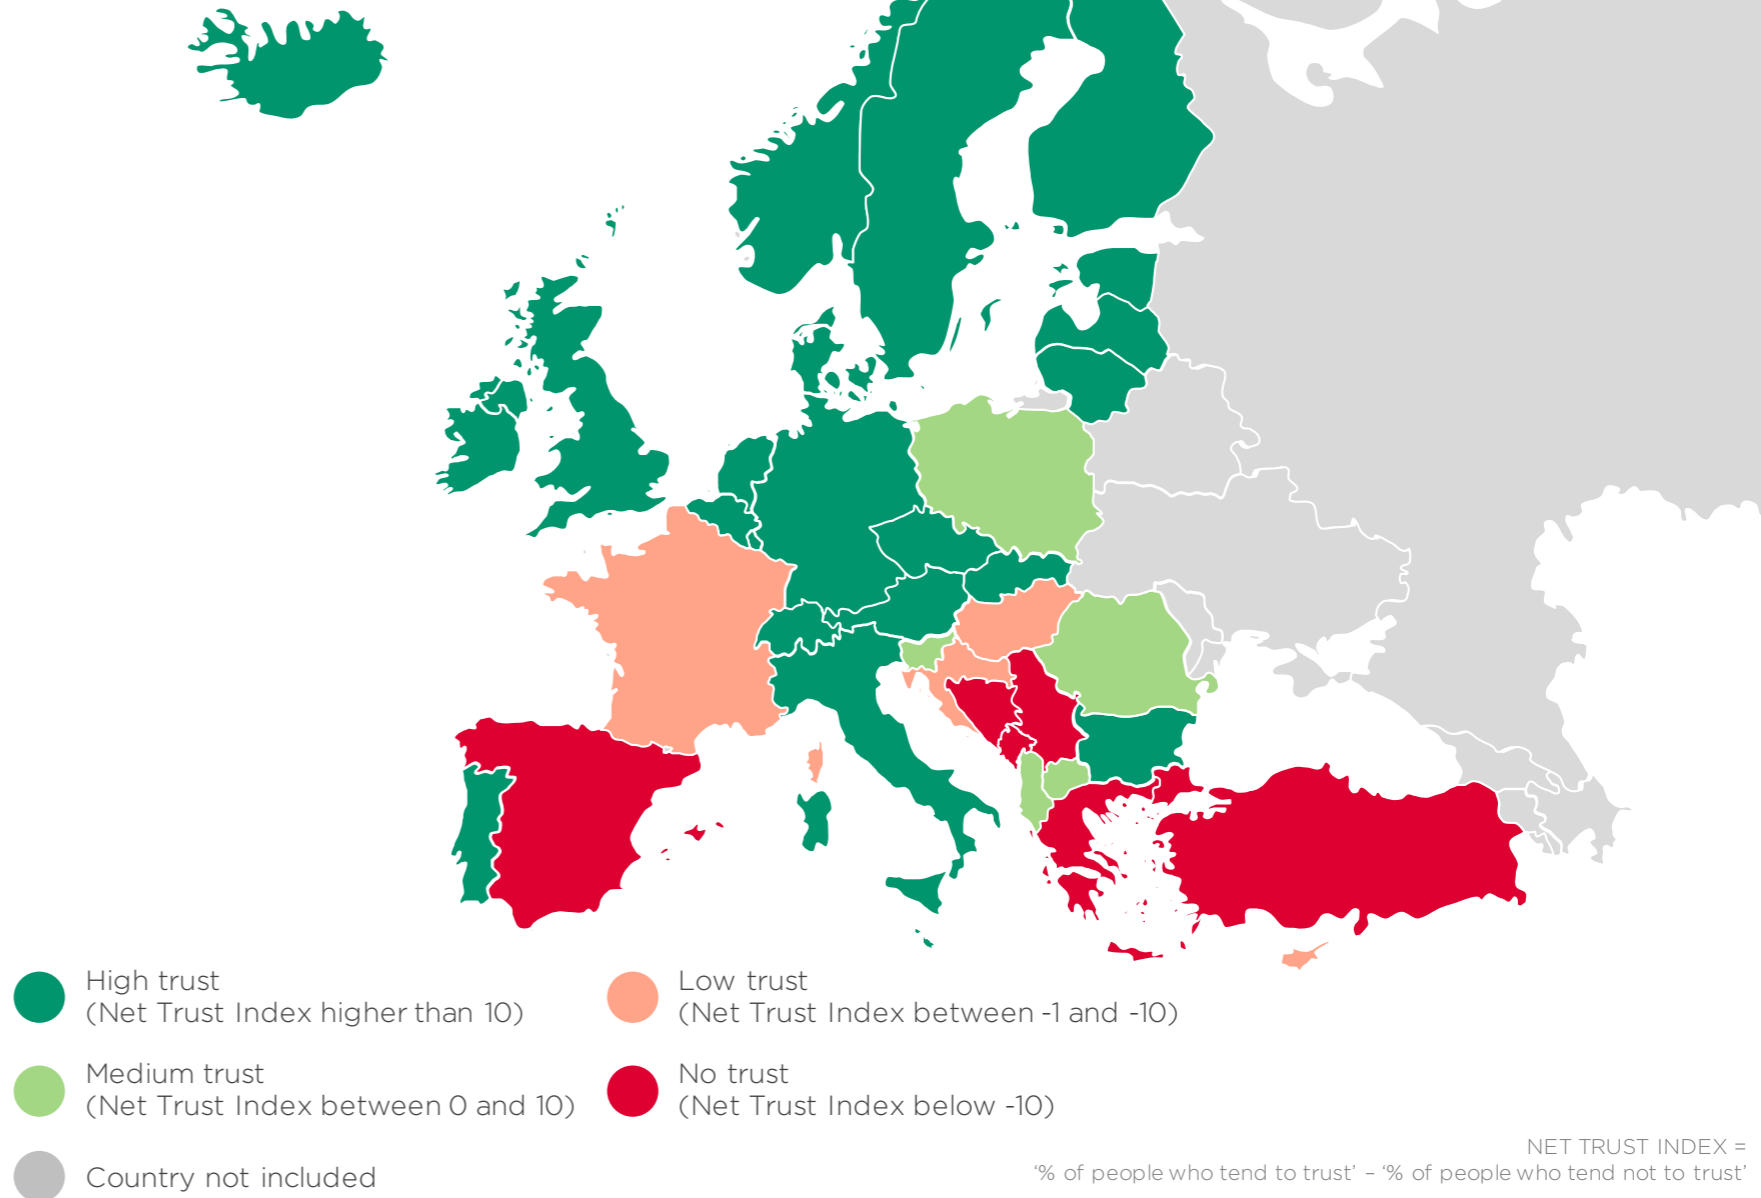 High trust
(Net Trust Index higher than 10)
Low trust
(Net Trust Index between -1 and -10)
Medium trust
(Net Trust Index between 0 and 10)
No trust
(Net Trust Index below -10)
Country not included
NET TRUST INDEX =
‘% of people who tend to trust’ – ‘% of people who tend not to trust’